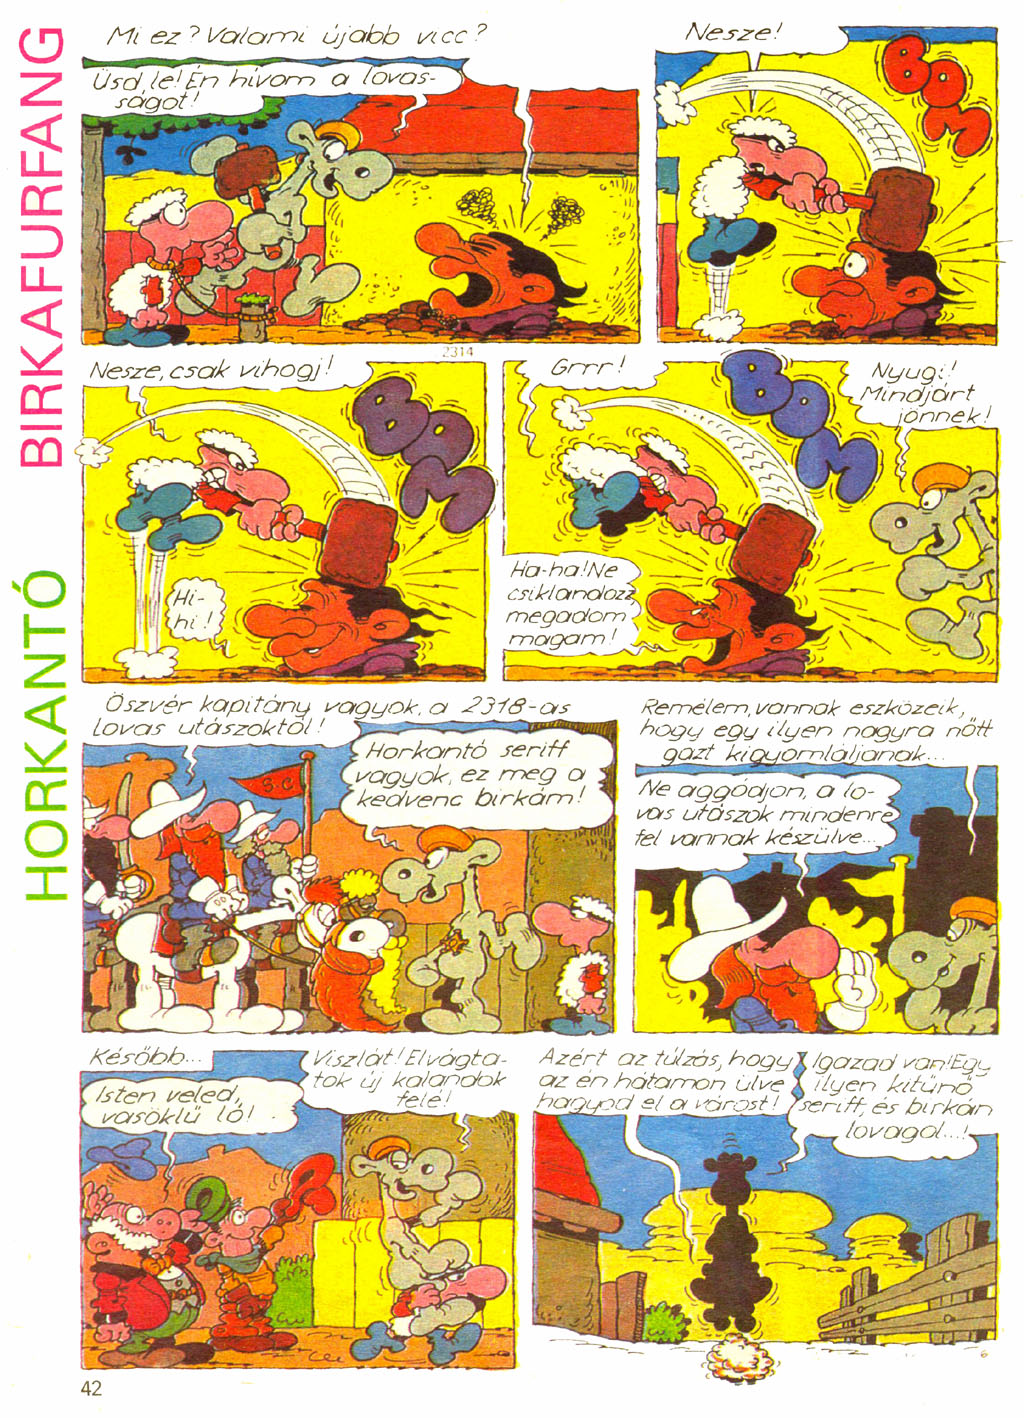 HORKANTÓ BIRKAFURFANG
Mi ez? Valami újabb vicc?
Üsd le! Én hívom a lovas-
ságot!
Nesze!
BOM
2314
Nesze, csak vihogj!
BOM
Hi-
hi!
Grrr!
BOM
Nyugi!
Mindjárt
jönnek!
Ha-ha! Ne
csiklandozz
megadom
magam!
Öszvér kapitány vagyok, a 2318-as
lovas utászoktól!
S.C
Horkantó seriff
vagyok, ez meg a
kedvenc birkám!
Remélem, vannak eszközeik,
hogy egy ilyen nagyra nőtt
gazt kigyomláljanak...
Ne aggódjon, a lo-
vas utászok mindenre
fel vannak készülve...
Később...
Isten veled,
vasöklű ló!
Viszlát! Elvágta-
tok új kalandok
felé!
Azért az túlzás, hogy
az én hátamon ülve
hagyod el a várost!
Igazad van! Egy
ilyen kitűnő
seriff, és birkán
lovagol...!
6
42